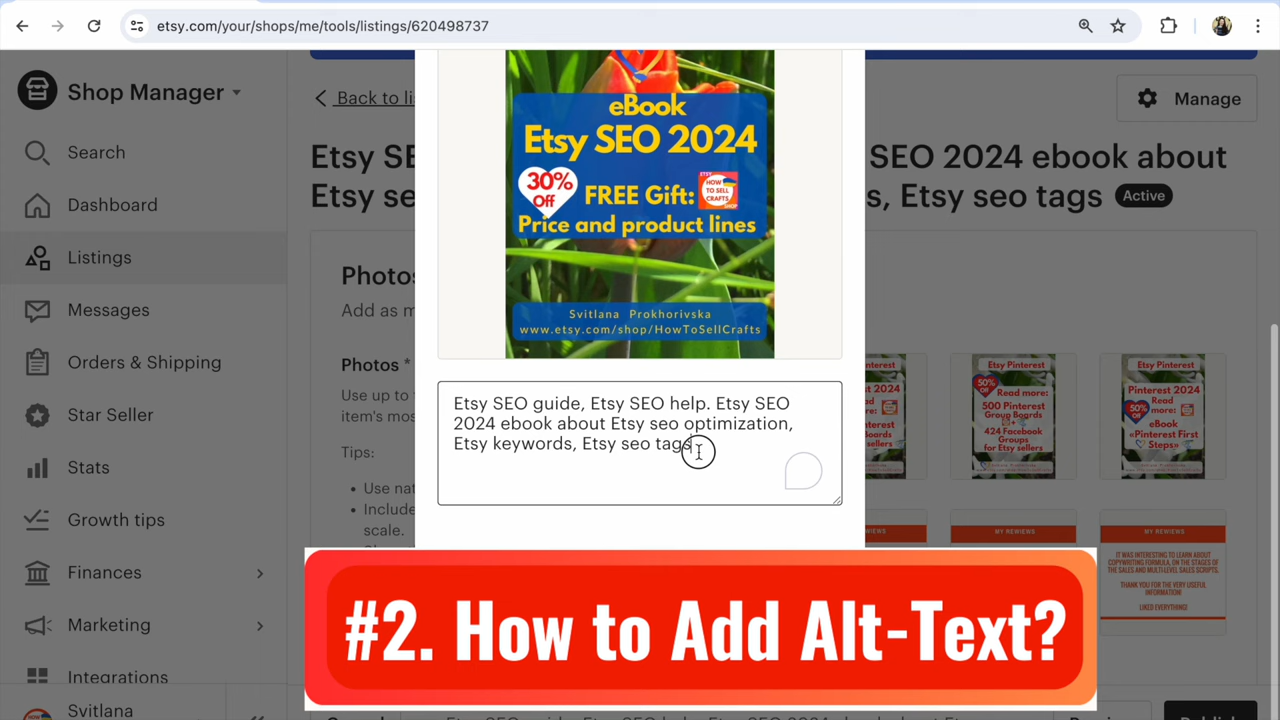 etsy.com/your/shops/me/tools/listings/620498737
Shop Manager
Search
Dashboard
Listings
Messages
Orders & Shipping
Star Seller
Stats
Growth tips
Finances
Marketing
Integrations
Svitlana
Back to li
Manage
SEO 2024 ebook about
Etsy se
s, Etsy seo tags
Active
Photos
Add as m
Photos *
Use up to
item's mos
Tips:
• Use nat
• Include
scale.
eBook
Etsy SEO 2024
30%
Off
FREE Gift:
HOW
TO SELL
CRAFTS
Price and product lines
Svitlana Prokhorivska
www.etsy.com/shop/HowToSellCrafts
Etsy SEO guide, Etsy SEO help. Etsy SEO
2024 ebook about Etsy seo optimization,
Etsy keywords, Etsy seo tags
Etsy Pinterest
50%
Off
Read more:
500 Pinterest
Group Boards
424 Facebook
Groups
for Etsy sellers
Etsy Pinterest
Pinterest 2024
50%
Off
Read
more:
eBook
«Pinterest First
Steps»
MY REWIEWS
MY REWIEWS
IT WAS INTERESTING TO LEARN ABOUT
COPYWRITING FORMULA, ON THE STAGES OF
THE SALES AND MULTI-LEVEL SALES SCRIPTS.
THANK YOU FOR THE VERY USEFUL
INFORMATION!
LIKED EVERYTHING!
#2. How to Add Alt-Text?